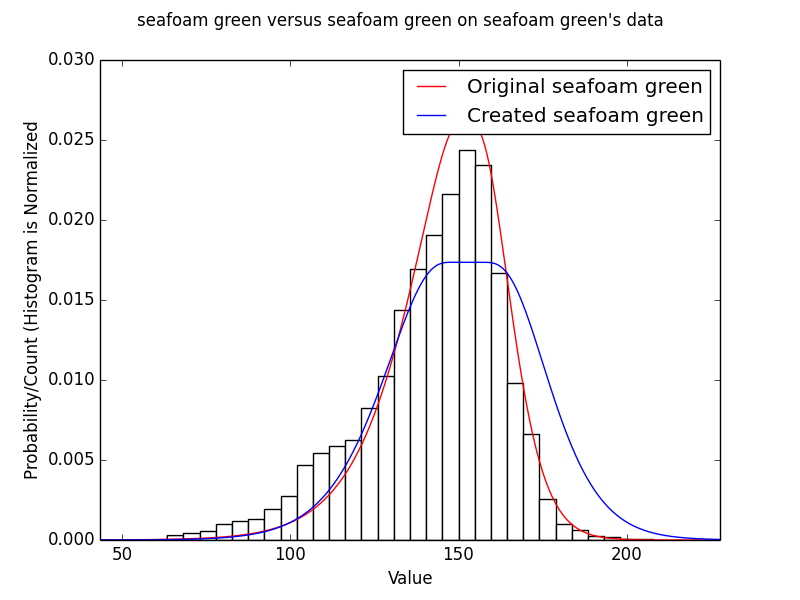 seafoam green versus seafoam green on seafoam green's data
Original seafoam green
Created seafoam green
Probability/Count (Histogram is Normalized
0.030
0.025
0.020
0.015
0.010
0.005
0.000
50 100 150 200
Value